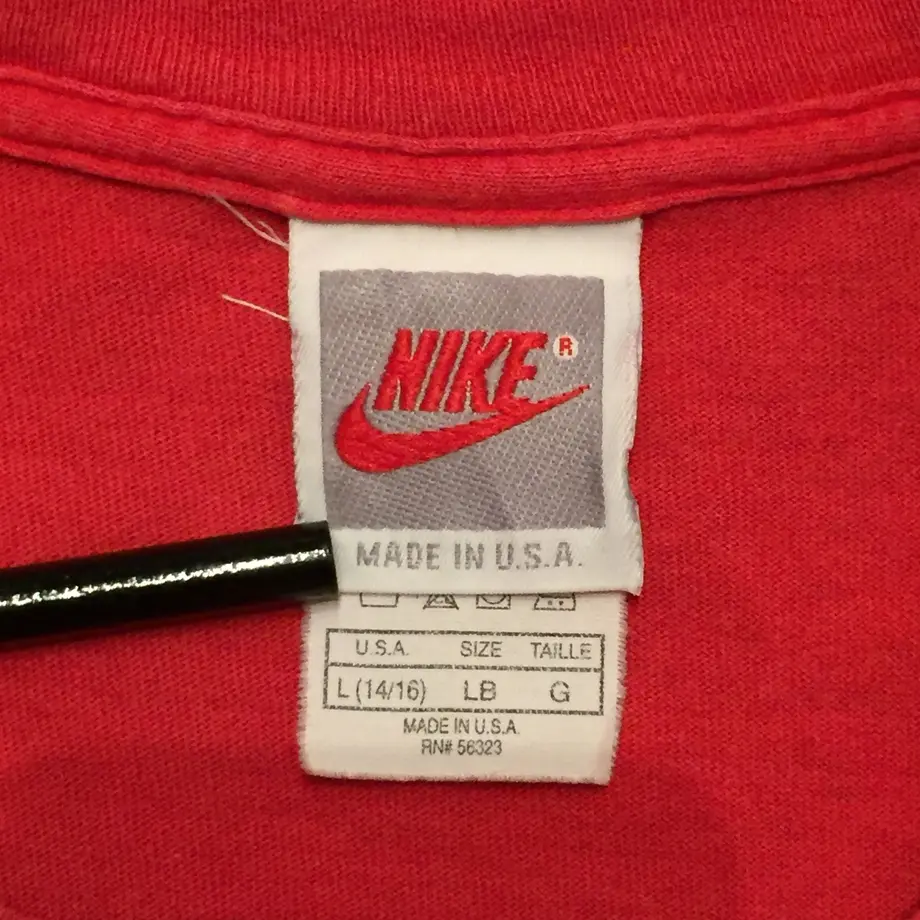 NIKE ®
MADE IN U.S.A.
U.S.A. SIZE TAILLE
L (14/16) LB G
MADE IN U.S.A.
RN# 56323